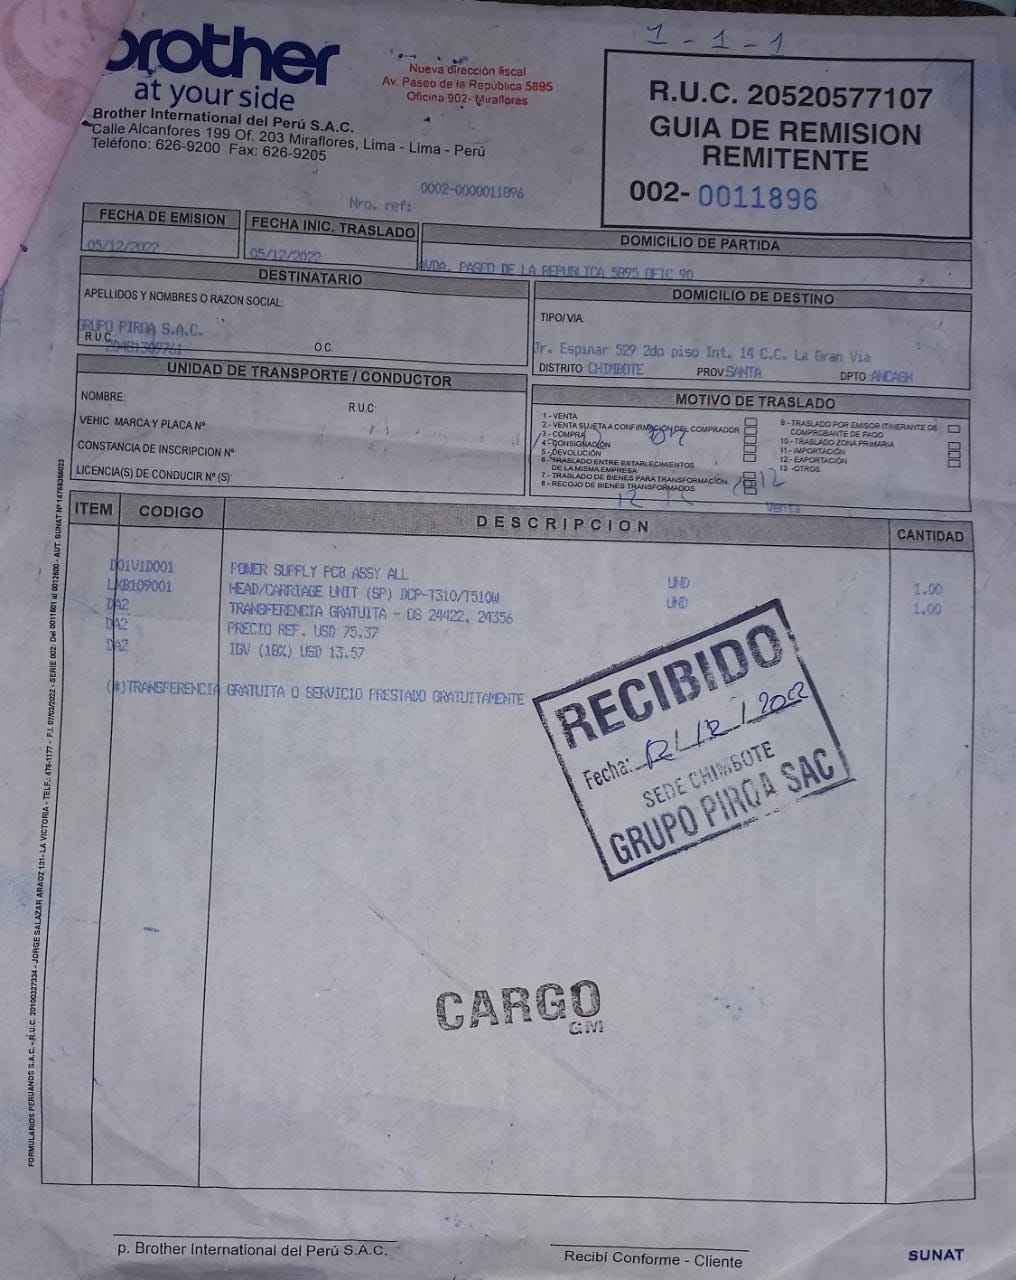 1 - 1 - 1
brother
at your side
Nueva dirección fiscal
Av. Paseo de la República 5895
Oficina 902- Miraflores
Brother International del Perú S.A.C.
Calle Alcanfores 199 Of. 203 Miraflores, Lima - Lima - Perú
Teléfono: 626-9200 Fax: 626-9205
R.U.C. 20520577107
GUIA DE REMISION
REMITENTE
002- 0011896
0002-0000011896
Nro. ref:
FECHA DE EMISION
05/12/2022
FECHA INIC. TRASLADO
05/12/2022
DOMICILIO DE PARTIDA
AVDA. PASEO DE LA REPUBLICA 5895 OFIC 90
DESTINATARIO
APELLIDOS Y NOMBRES O RAZON SOCIAL:
GRUPO PIROA S.A.C.
R.U.C. 20481309761 O.C.
DOMICILIO DE DESTINO
TIPO/VIA:
Jr. Espinar 529 2do piso Int. 14 C.C. La Gran Via
DISTRITO: CHIMBOTE PROV: SANTA DPTO: ANCASH
UNIDAD DE TRANSPORTE / CONDUCTOR
NOMBRE:
R.U.C:
VEHIC. MARCA Y PLACA Nº
CONSTANCIA DE INSCRIPCION Nº
LICENCIA(S) DE CONDUCIR Nº (S):
MOTIVO DE TRASLADO
1 - VENTA
2 - VENTA SUJETA A CONFIRMACIÓN DEL COMPRADOR
3 - COMPRA
4 - CONSIGNACIÓN
5 - DEVOLUCIÓN
6 - TRASLADO ENTRE ESTABLECIMIENTOS
DE LA MISMA EMPRESA
7 - TRASLADO DE BIENES PARA TRANSFORMACIÓN
8 - RECOJO DE BIENES TRANSFORMADOS
9 - TRASLADO POR EMISOR ITINERANTE DE
COMPROBANTE DE PAGO
10 - TRASLADO ZONA PRIMARIA
11 - IMPORTACIÓN
12 - EXPORTACIÓN
13 - OTROS
Venta
ITEM CODIGO DESCRIPCION CANTIDAD
D01V1D001 POWER SUPPLY PCB ASSY ALL UND 1.00
LKB109001 HEAD/CARRIAGE UNIT (SP) DCP-T310/T510W UND 1.00
DA2 TRANSFERENCIA GRATUITA - OS 24422, 24356
DA2 PRECIO REF. USD 75.37
DA2 IGV (18%) USD 13.57
(*)TRANSFERENCIA GRATUITA O SERVICIO PRESTADO GRATUITAMENTE
RECIBIDO
Fecha: 12/12/2022
SEDE CHIMBOTE
GRUPO PIROA SAC
CARGO
GM
p. Brother International del Perú S.A.C.
Recibí Conforme - Cliente
SUNAT